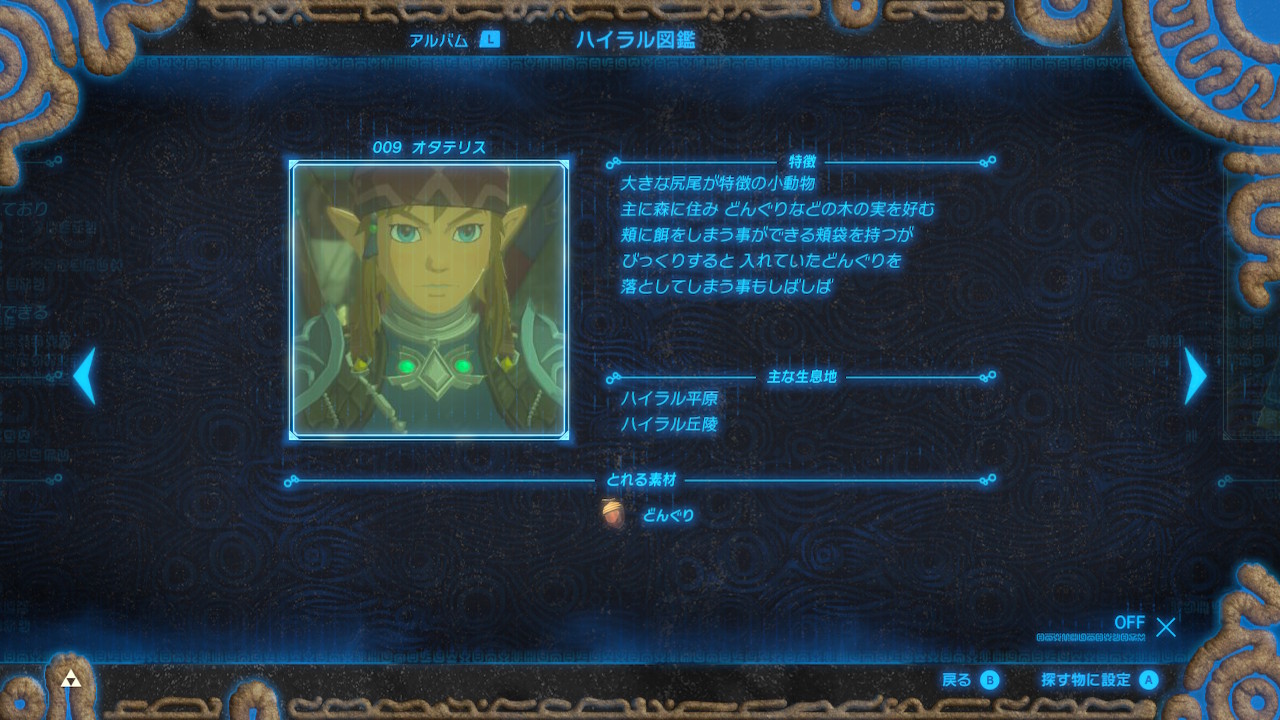 アルバム L
ハイラル図鑑
009 オタテリス
特徴
大きな尻尾が特徴の小動物
主に森に住み どんぐりなどの木の実を好む
頬に餌をしまう事ができる頬袋を持つが
びっくりすると 入れていたどんぐりを
落としてしまう事もしばしば
主な生息地
ハイラル平原
ハイラル丘陵
とれる素材
どんぐり
ており
できる
OFF
戻る B
探す物に設定 A